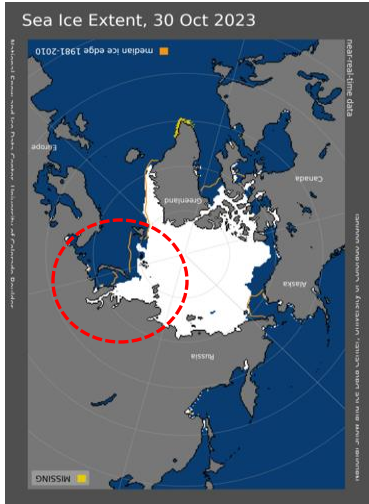 Sea Ice Extent, 30 Oct 2023
median ice edge 1981-2010
near-real-time data
Europe
Canada
Greenland
Alaska
Russia
National Snow and Ice Data Center, University of Colorado Boulder
MISSING